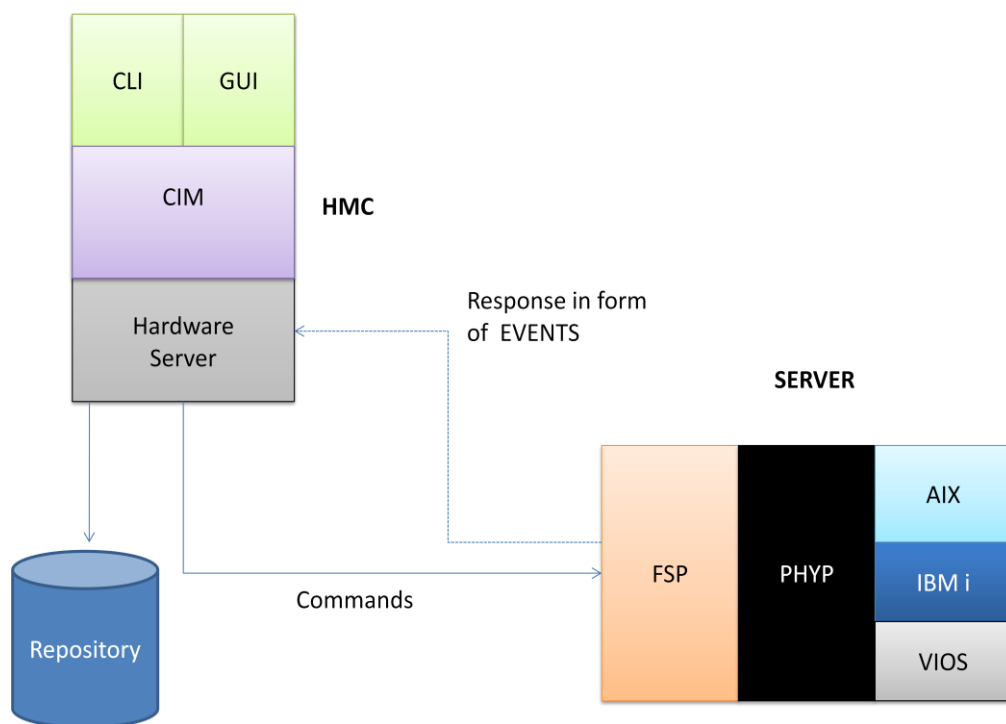 CLI
GUI
CIM
HMC
Hardware
Server
Response in form
of EVENTS
SERVER
AIX
FSP
PHYP
IBM i
Commands
Repository
VIOS